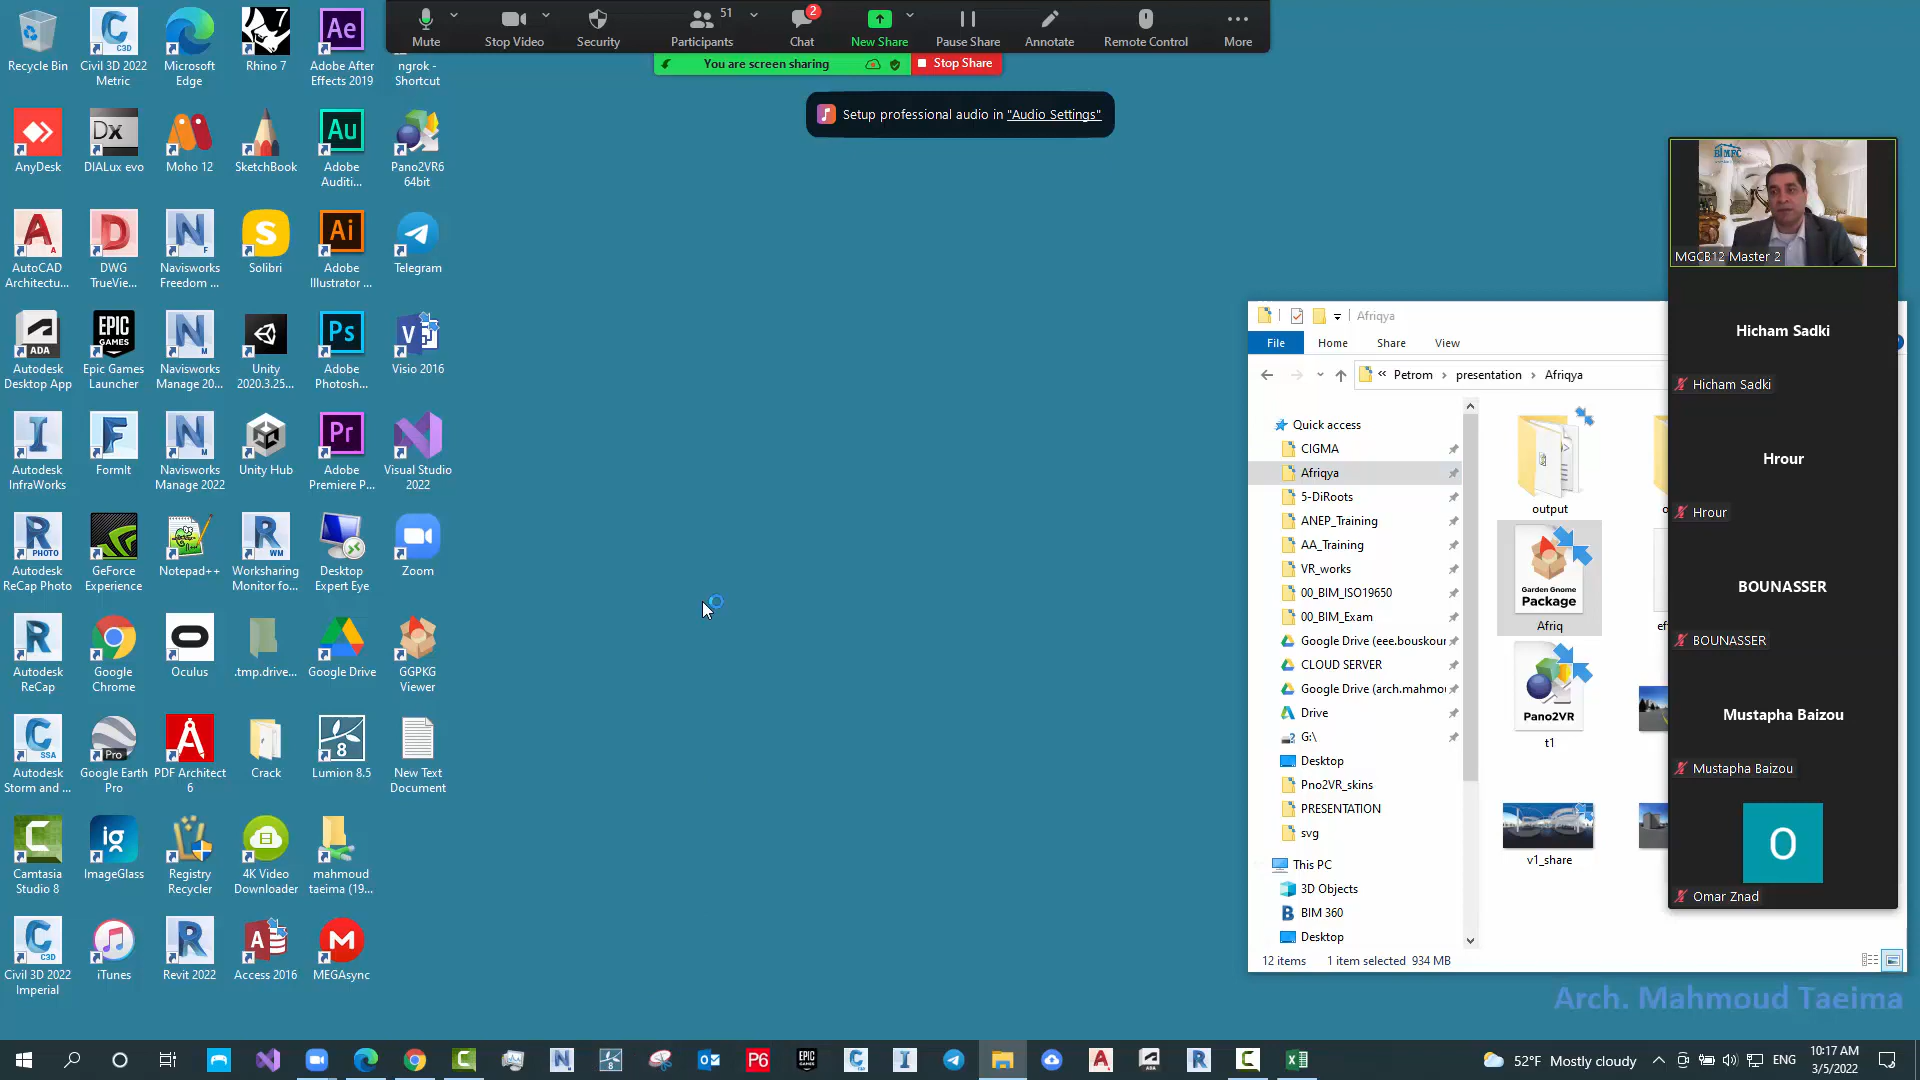 Mute
Stop Video
Security
Participants
51
Chat
2
New Share
Pause Share
Annotate
Remote Control
More
You are screen sharing
Stop Share
Setup professional audio in "Audio Settings"
Recycle Bin
Civil 3D 2022
Metric
Microsoft
Edge
Rhino 7
Adobe After
Effects 2019
ngrok -
Shortcut
AnyDesk
DIALux evo
Moho 12
SketchBook
Adobe
Auditi...
Pano2VR6
64bit
AutoCAD
Architectu...
DWG
TrueVie...
Navisworks
Freedom ...
Solibri
Adobe
Illustrator ...
Telegram
Autodesk
Desktop App
Epic Games
Launcher
Navisworks
Manage 20...
Unity
2020.3.25...
Adobe
Photosh...
Visio 2016
Autodesk
InfraWorks
FormIt
Navisworks
Manage 2022
Unity Hub
Adobe
Premiere P...
Visual Studio
2022
Autodesk
ReCap Photo
GeForce
Experience
Notepad++
Worksharing
Monitor fo...
Desktop
Expert Eye
Zoom
Autodesk
ReCap
Google
Chrome
Oculus
.tmp.drive...
Google Drive
GGPKG
Viewer
Autodesk
Storm and ...
Google Earth
Pro
PDF Architect
6
Crack
Lumion 8.5
New Text
Document
Camtasia
Studio 8
ImageGlass
Registry
Recycler
4K Video
Downloader
mahmoud
taeima (19...
Civil 3D 2022
Imperial
iTunes
Revit 2022
Access 2016
MEGAsync
Afriqya
File
Home
Share
View
Petrom
presentation
Afriqya
Quick access
CIGMA
Afriqya
5-DiRoots
ANEP_Training
AA_Training
VR_works
00_BIM_ISO19650
00_BIM_Exam
Google Drive (eee.bouskour
CLOUD SERVER
Google Drive (arch.mahmou
Drive
G:\
Desktop
Pno2VR_skins
PRESENTATION
svg
This PC
3D Objects
BIM 360
Desktop
output
Garden Gnome
Package
Afriq
Pano2VR
t1
v1_share
12 items
1 item selected 934 MB
MGCB12 Master 2
Hicham Sadki
Hicham Sadki
Hrour
Hrour
BOUNASSER
BOUNASSER
Mustapha Baizou
Mustapha Baizou
O
Omar Znad
Arch. Mahmoud Taeima
52°F Mostly cloudy
ENG
10:17 AM
3/5/2022